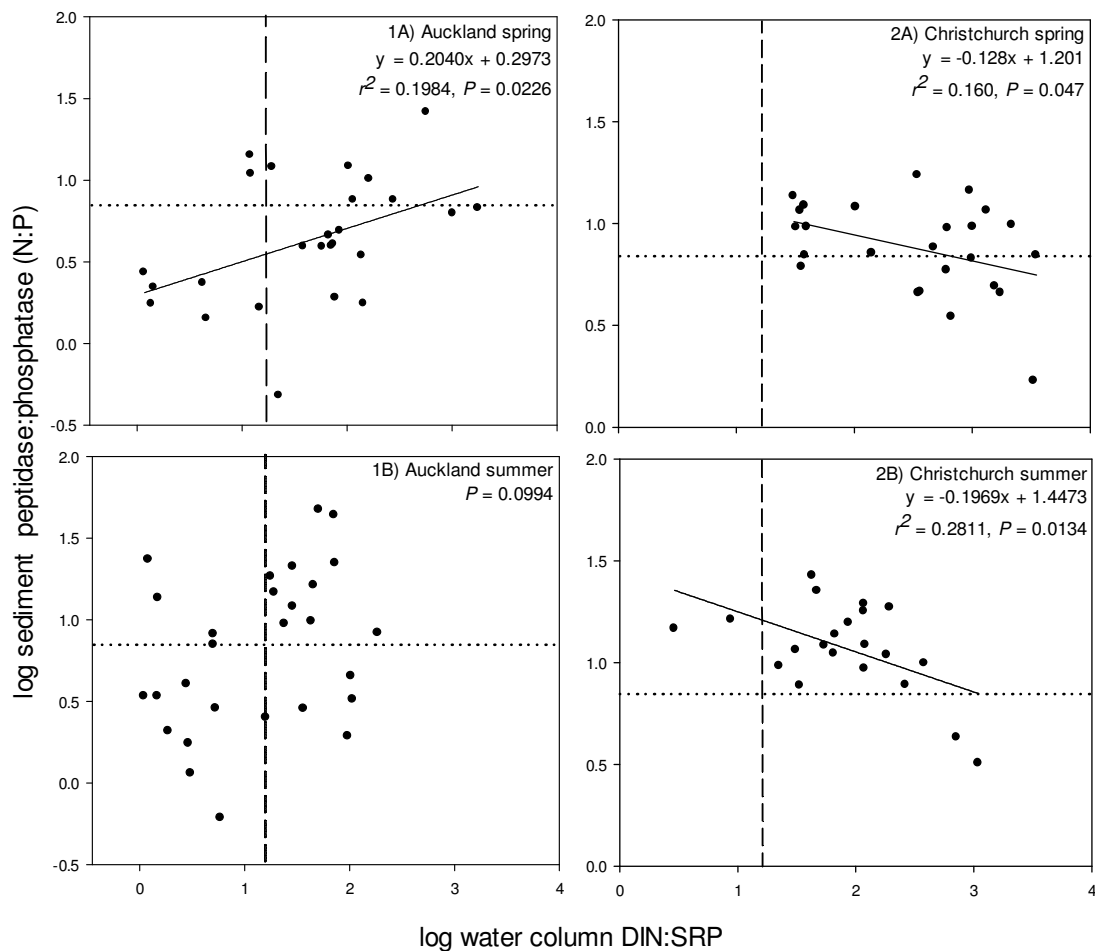 log sediment peptidase:phosphatase (N:P)
1A) Auckland spring
y = 0.2040x + 0.2973
r2 = 0.1984, P = 0.0226
2.0
1.5
1.0
0.5
0.0
-0.5
2A) Christchurch spring
y = -0.128x + 1.201
r2 = 0.160, P = 0.047
2.0
1.5
1.0
0.5
0.0
1B) Auckland summer
P = 0.0994
2.0
1.5
1.0
0.5
0.0
-0.5
0 1 2 3 4
2B) Christchurch summer
y = -0.1969x + 1.4473
r2 = 0.2811, P = 0.0134
2.0
1.5
1.0
0.5
0.0
0 1 2 3 4
log water column DIN:SRP